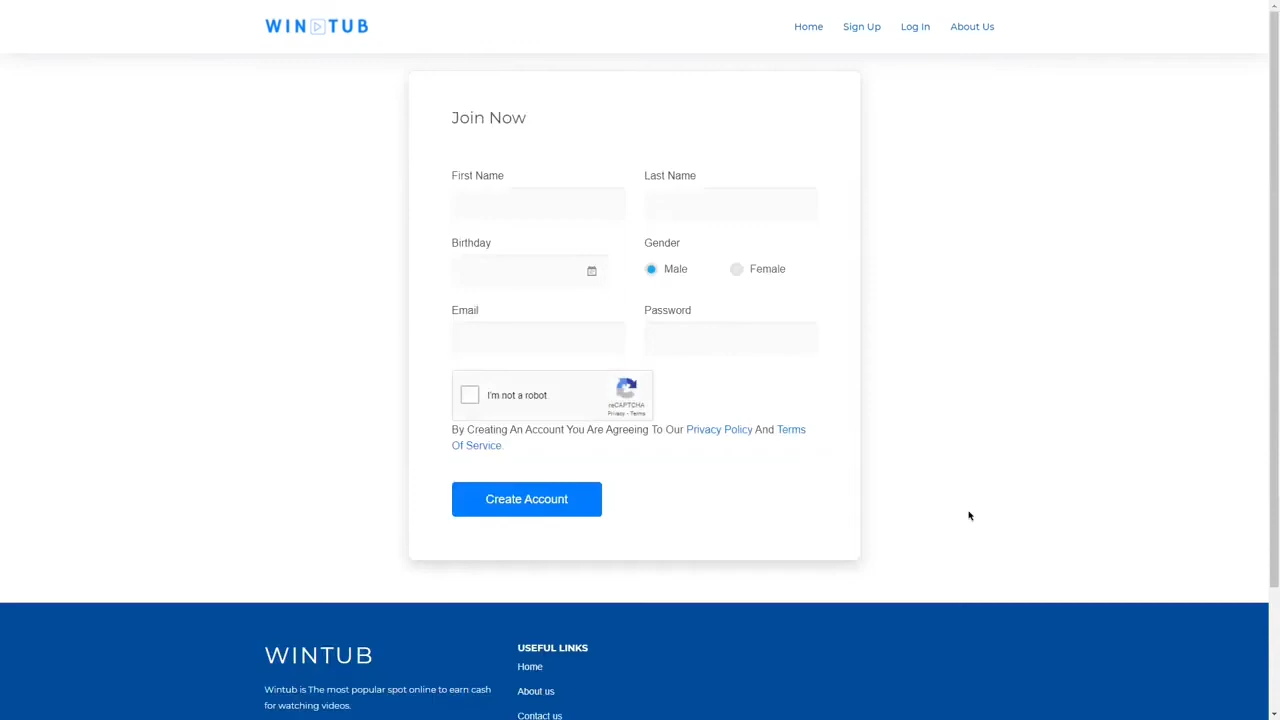 WIN TUB
Home Sign Up Log In About Us
Join Now
First Name Last Name
Birthday Gender
Male Female
Email Password
I'm not a robot
reCAPTCHA
Privacy - Terms
By Creating An Account You Are Agreeing To Our Privacy Policy And Terms
Of Service.
Create Account
WINTUB
Wintub is The most popular spot online to earn cash
for watching videos.
USEFUL LINKS
Home
About us
Contact us